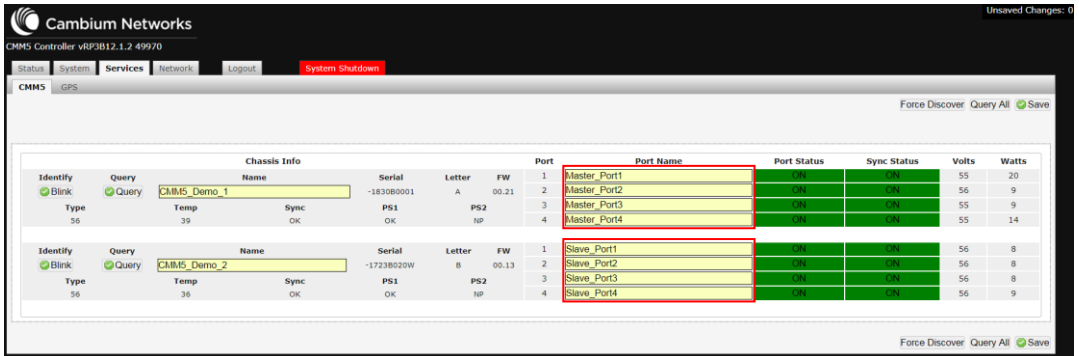 Unsaved Changes: 0
Cambium Networks
CMM5 Controller vRP3B12.1.2 49970
Status System Services Network Logout System Shutdown
CMM5 GPS
Force Discover Query All Save
Chassis Info Port Port Name Port Status Sync Status Volts Watts
Identify Query Name Serial Letter FW 1 Master_Port1 ON ON 55 20
Blink Query CMM5_Demo_1 -1830B0001 A 00.21 2 Master_Port2 ON ON 56 9
Type Temp Sync PS1 PS2 3 Master_Port3 ON ON 55 9
56 39 OK OK NP 4 Master_Port4 ON ON 55 14
Identify Query Name Serial Letter FW 1 Slave_Port1 ON ON 56 8
Blink Query CMM5_Demo_2 -1723B020W B 00.13 2 Slave_Port2 ON ON 56 8
Type Temp Sync PS1 PS2 3 Slave_Port3 ON ON 56 8
56 36 OK OK NP 4 Slave_Port4 ON ON 56 9
Force Discover Query All Save